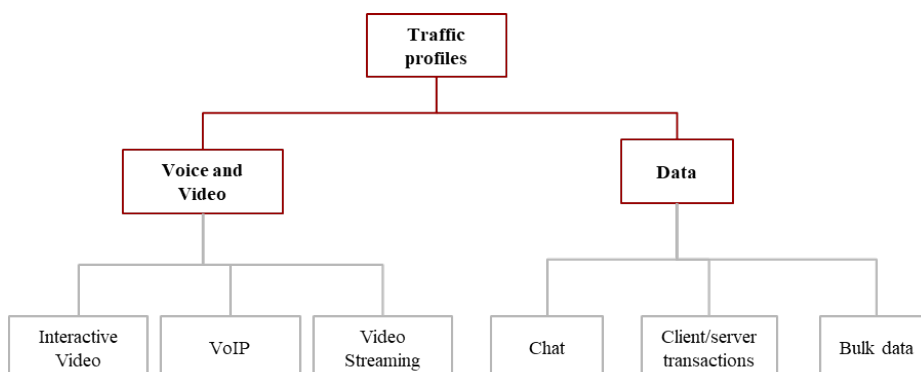 Traffic
profiles
Voice and
Video
Data
Interactive
Video
VoIP
Video
Streaming
Chat
Client/server
transactions
Bulk data